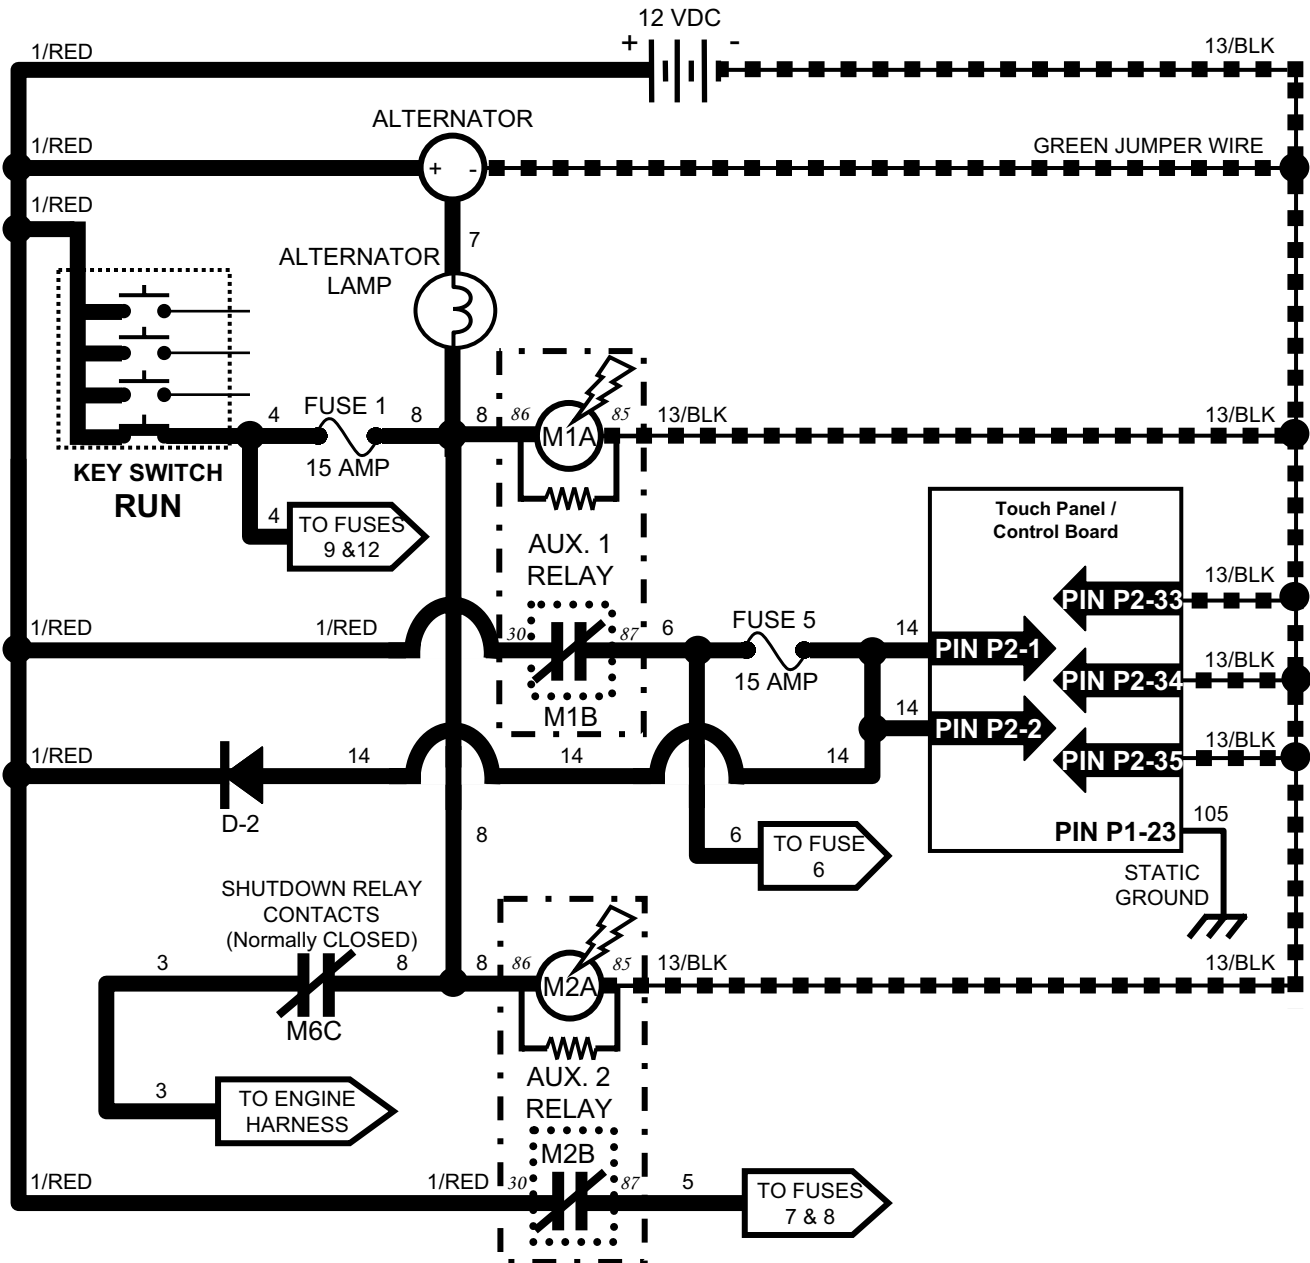 12 VDC
+ -
1/RED
13/BLK
ALTERNATOR
1/RED
+ -
GREEN JUMPER WIRE
1/RED
7
ALTERNATOR
LAMP
4
FUSE 1
8
8
86
85
13/BLK
13/BLK
M1A
15 AMP
KEY SWITCH
RUN
4
TO FUSES
9 &12
AUX. 1
RELAY
Touch Panel /
Control Board
13/BLK
PIN P2-33
1/RED
1/RED
30
87
6
FUSE 5
14
PIN P2-1
15 AMP
13/BLK
PIN P2-34
M1B
14
PIN P2-2
13/BLK
PIN P2-35
1/RED
14
14
14
D-2
8
6
TO FUSE
6
PIN P1-23
105
STATIC
GROUND
SHUTDOWN RELAY
CONTACTS
(Normally CLOSED)
3
8
8
86
85
13/BLK
13/BLK
M2A
M6C
3
TO ENGINE
HARNESS
AUX. 2
RELAY
M2B
1/RED
1/RED
30
87
5
TO FUSES
7 & 8